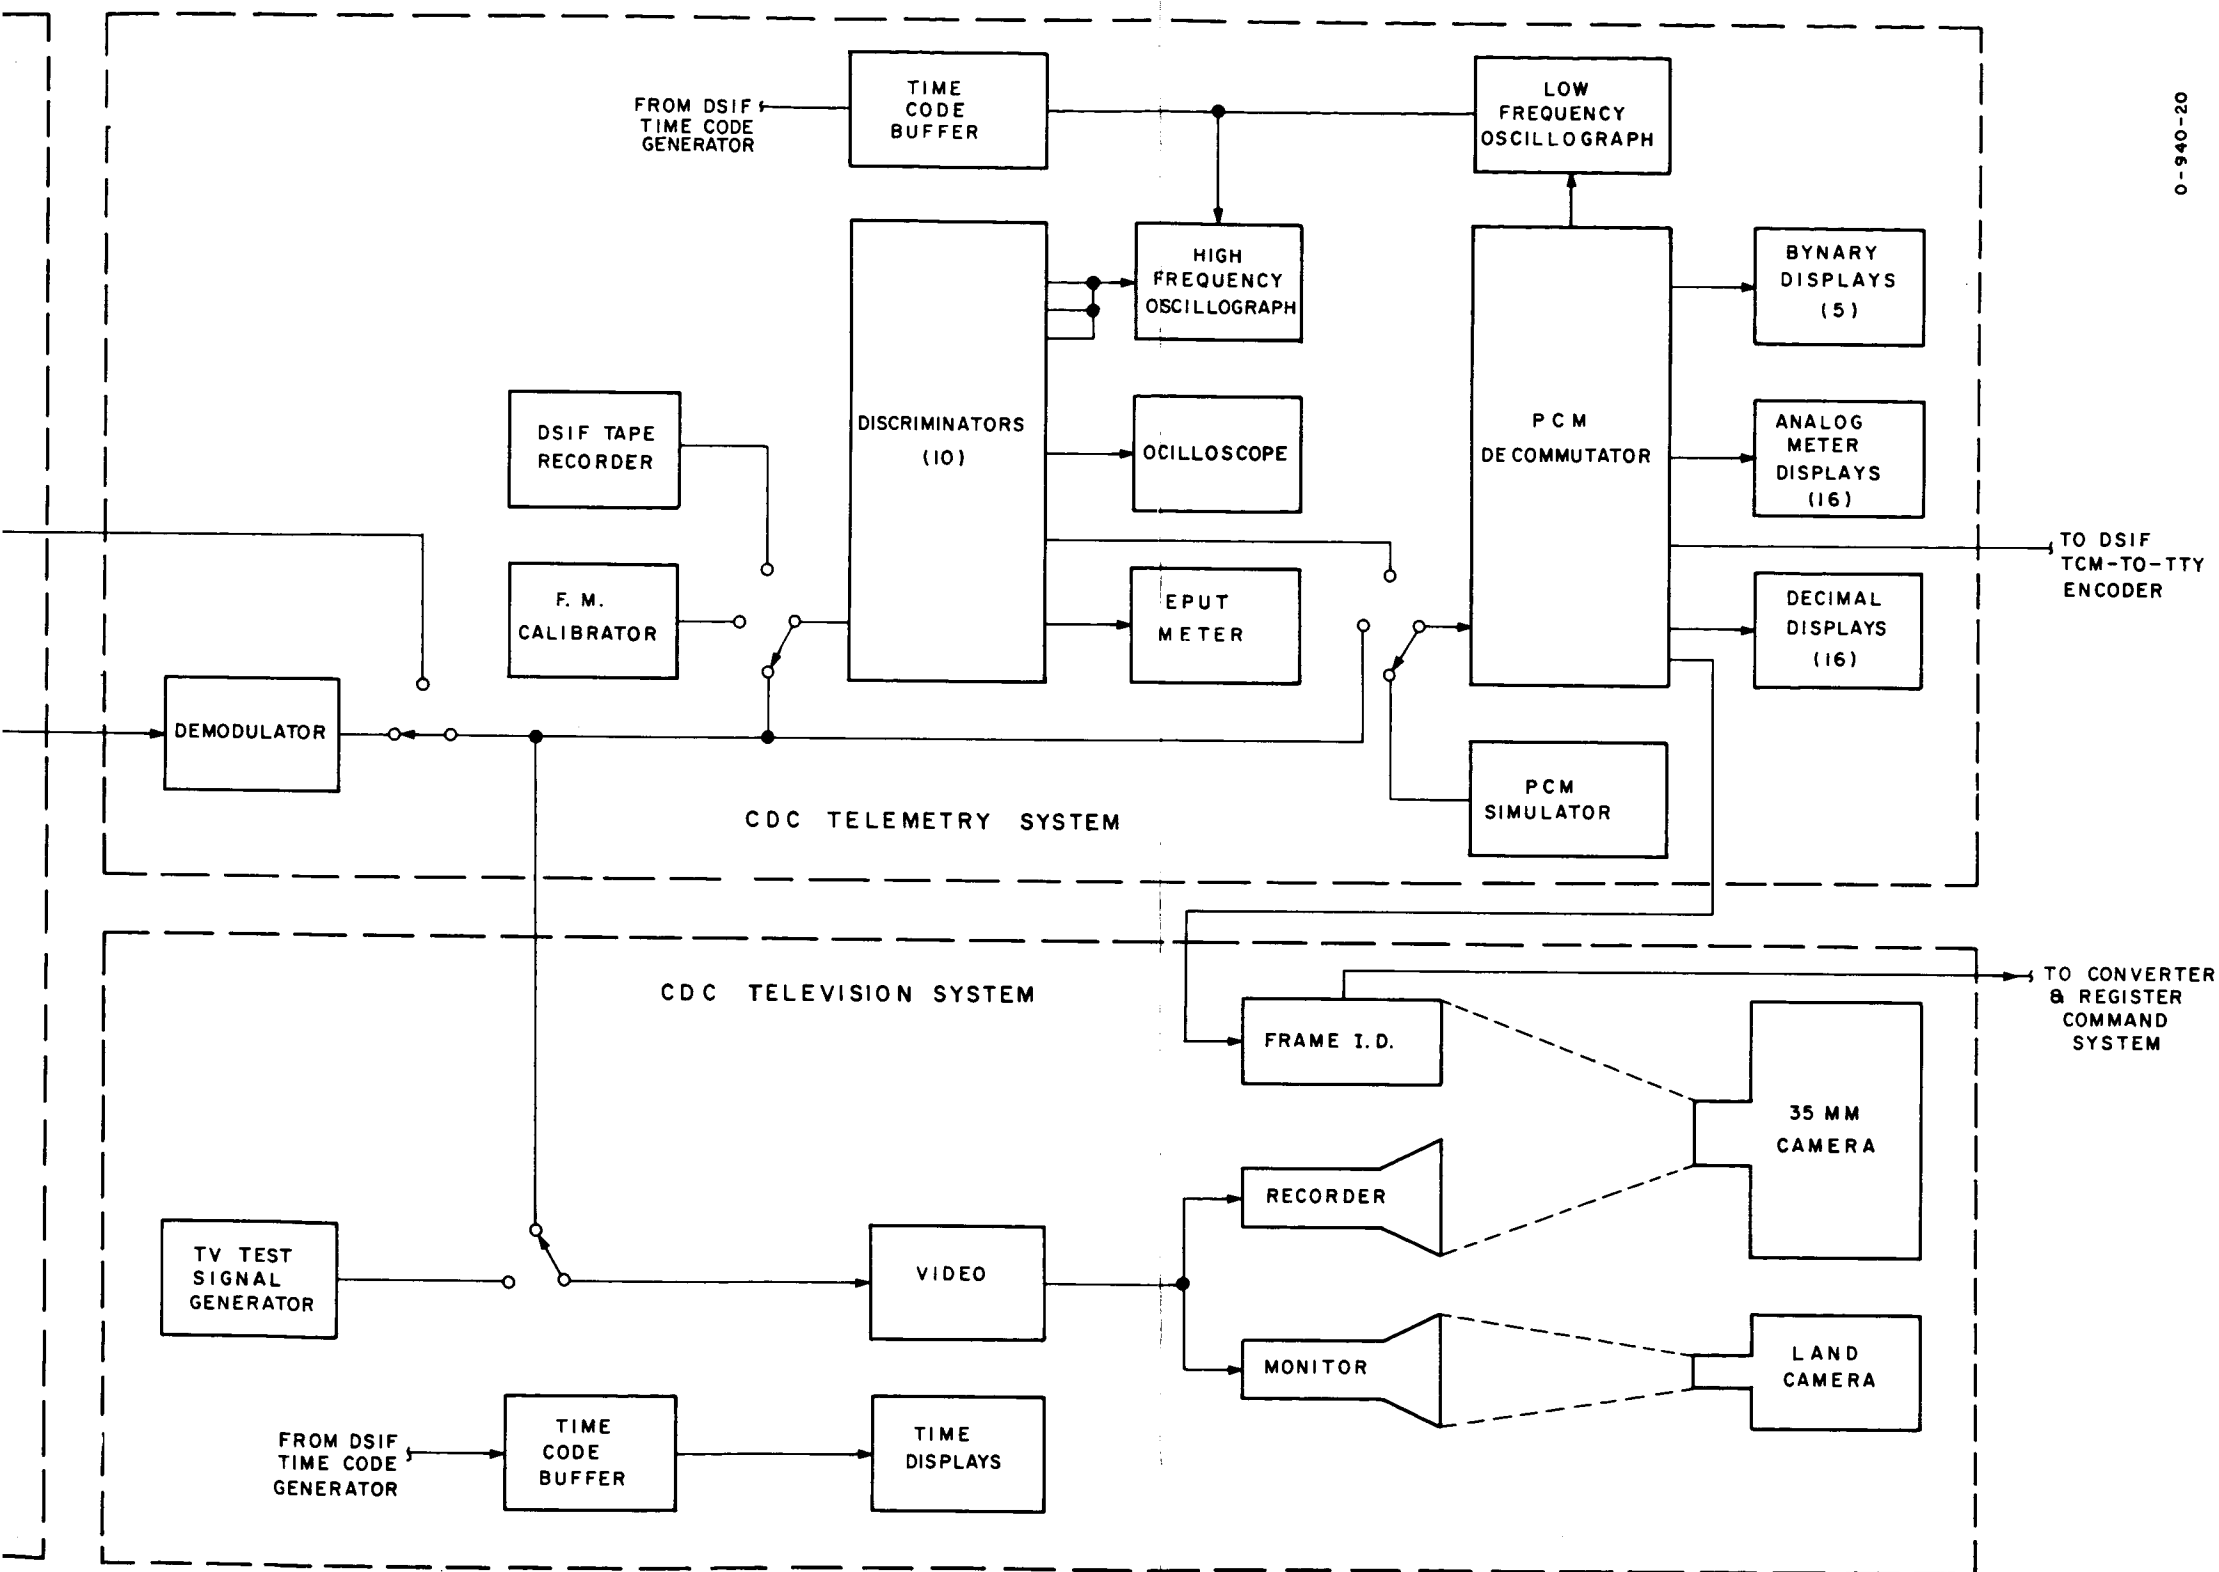 FROM DSIF
TIME CODE
GENERATOR
TIME
CODE
BUFFER
LOW
FREQUENCY
OSCILLOGRAPH
0-940-20
HIGH
FREQUENCY
OSCILLOGRAPH
BYNARY
DISPLAYS
(5)
DSIF TAPE
RECORDER
DISCRIMINATORS
(10)
OCILLOSCOPE
PCM
DECOMMUTATOR
ANALOG
METER
DISPLAYS
(16)
TO DSIF
TCM-TO-TTY
ENCODER
F. M.
CALIBRATOR
EPUT
METER
DECIMAL
DISPLAYS
(16)
DEMODULATOR
PCM
SIMULATOR
CDC TELEMETRY SYSTEM
CDC TELEVISION SYSTEM
TO CONVERTER
& REGISTER
COMMAND
SYSTEM
FRAME I.D.
35 MM
CAMERA
RECORDER
TV TEST
SIGNAL
GENERATOR
VIDEO
MONITOR
LAND
CAMERA
FROM DSIF
TIME CODE
GENERATOR
TIME
CODE
BUFFER
TIME
DISPLAYS